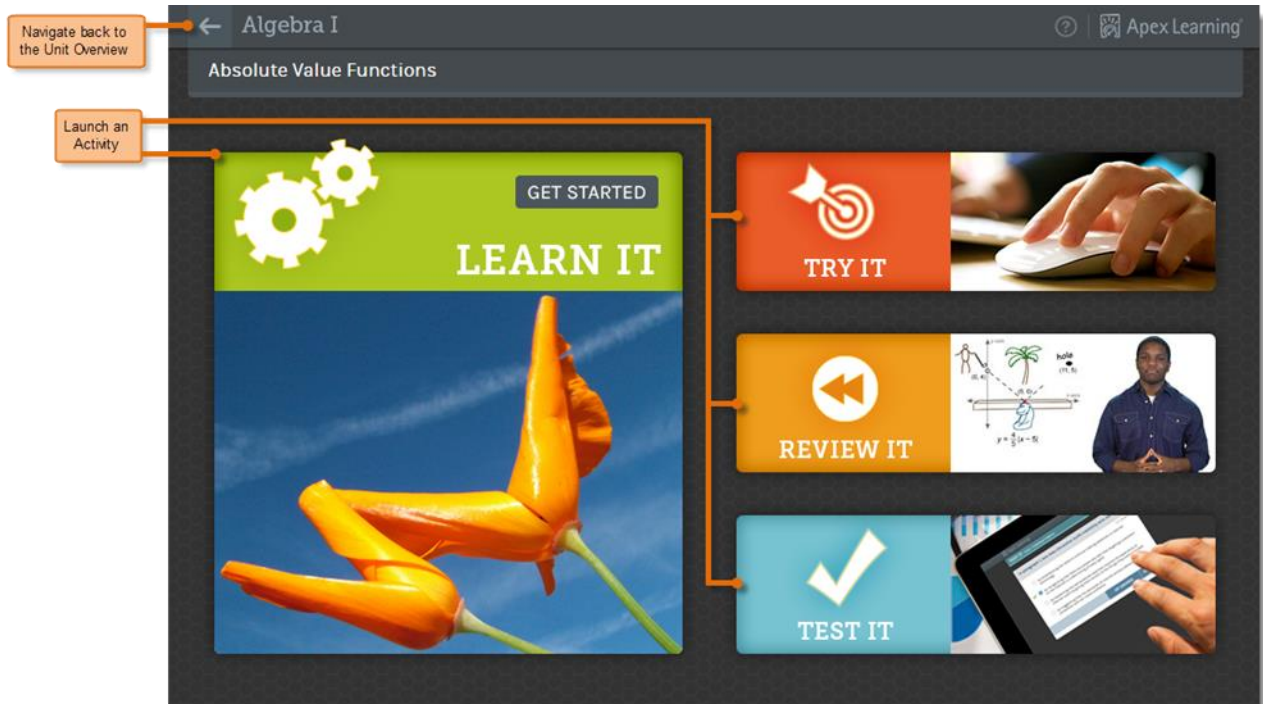 Navigate back to
the Unit Overview
Algebra I
Apex Learning
Absolute Value Functions
Launch an
Activity
GET STARTED
LEARN IT
TRY IT
REVIEW IT
hole
TEST IT